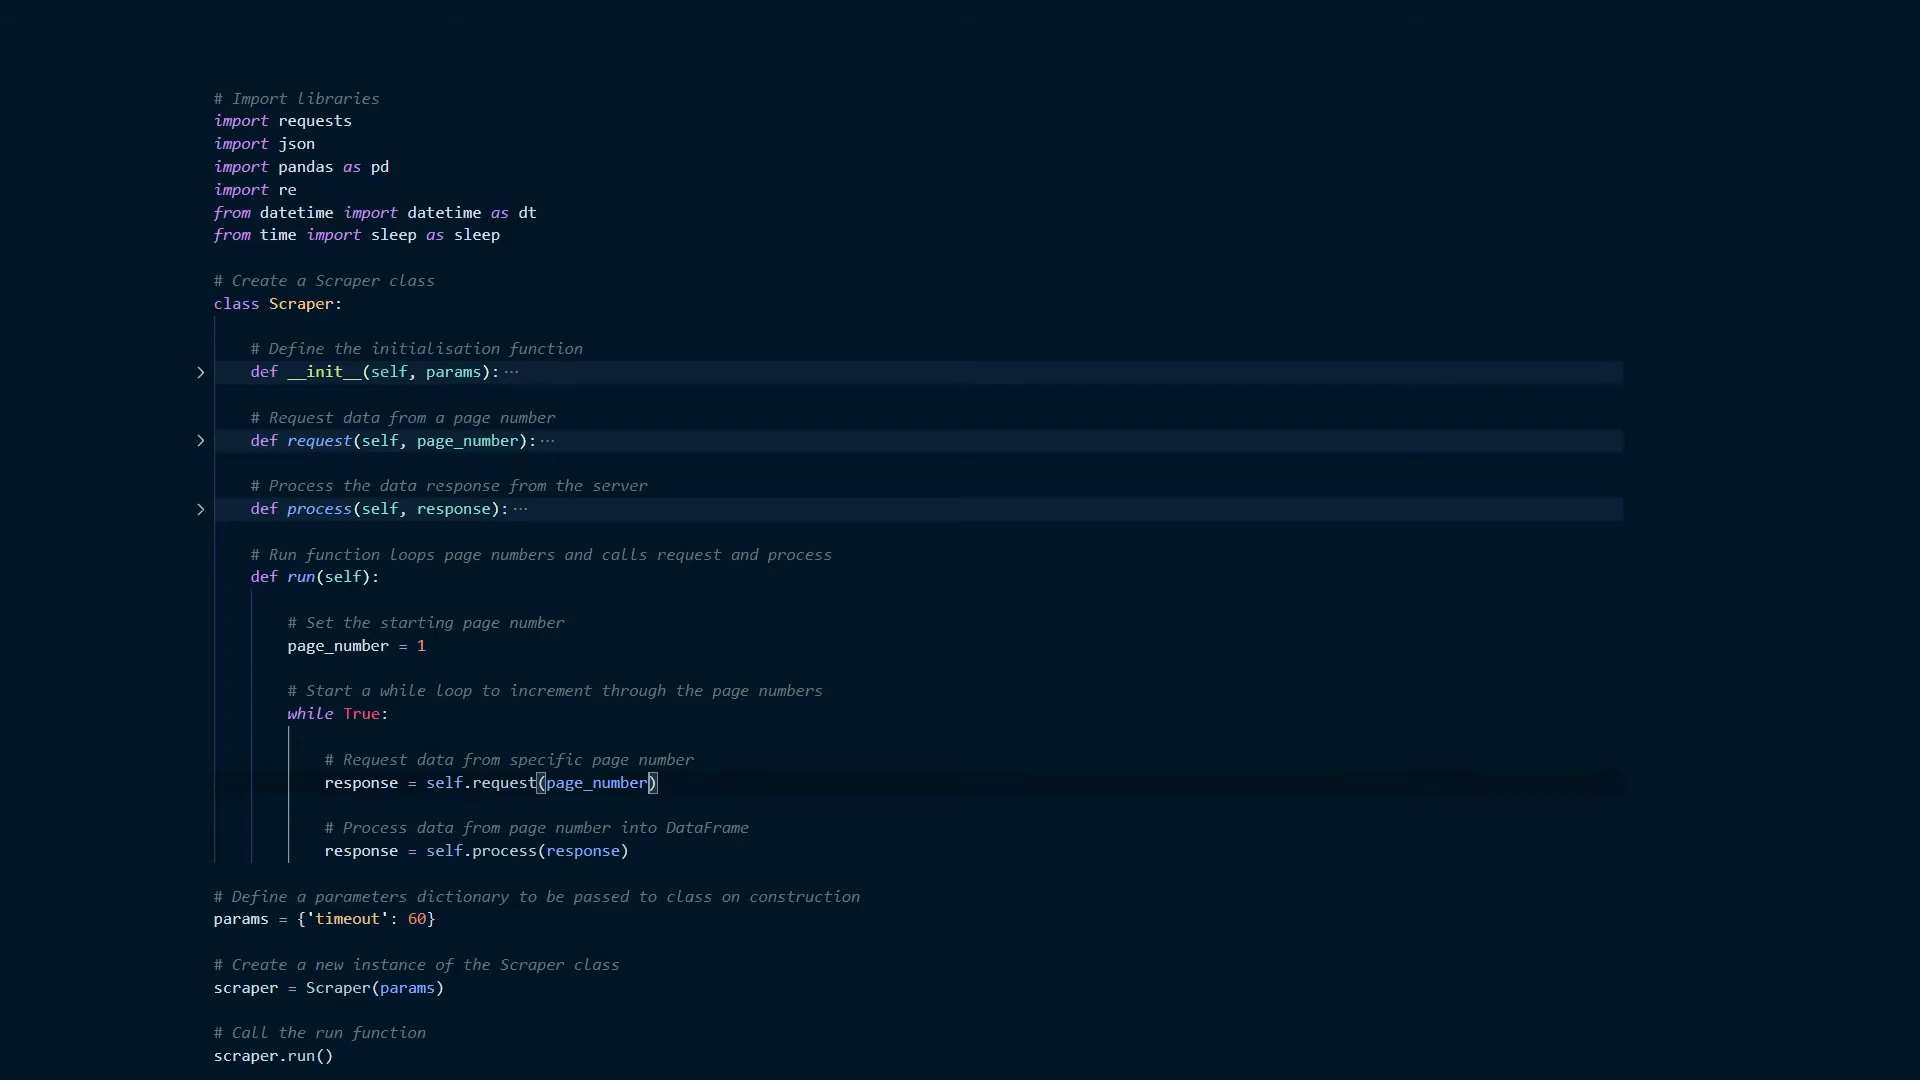 # Import libraries
import requests
import json
import pandas as pd
import re
from datetime import datetime as dt
from time import sleep as sleep
# Create a Scraper class
class Scraper:
# Define the initialisation function
def __init__(self, params):···
# Request data from a page number
def request(self, page_number):···
# Process the data response from the server
def process(self, response):···
# Run function loops page numbers and calls request and process
def run(self):
# Set the starting page number
page_number = 1
# Start a while loop to increment through the page numbers
while True:
# Request data from specific page number
response = self.request(page_number)
# Process data from page number into DataFrame
response = self.process(response)
# Define a parameters dictionary to be passed to class on construction
params = {'timeout': 60}
# Create a new instance of the Scraper class
scraper = Scraper(params)
# Call the run function
scraper.run()